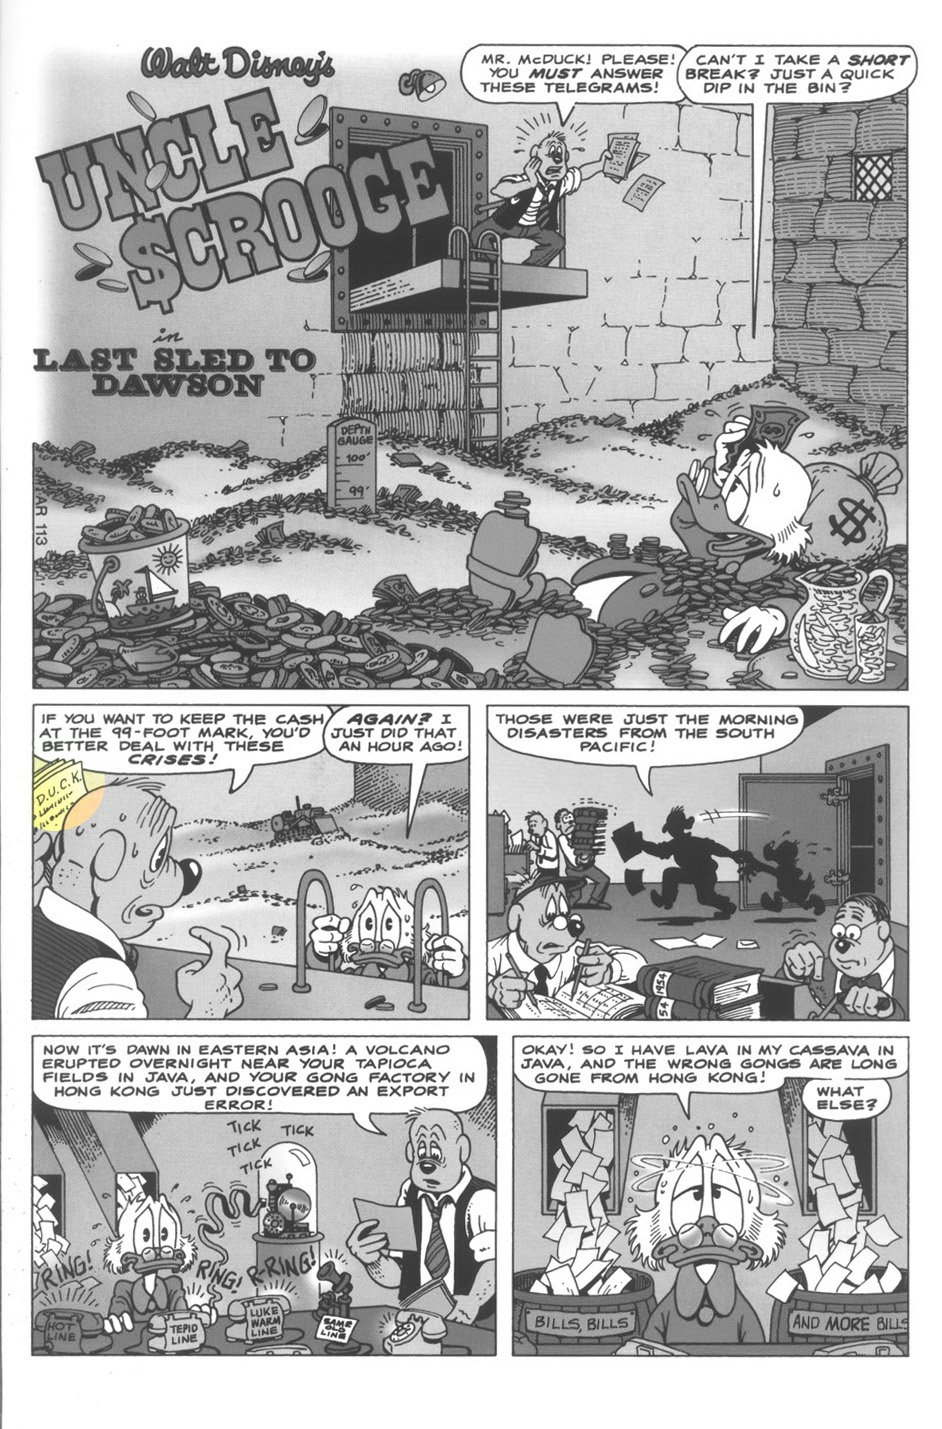 Walt Disney's
UNCLE
$CROOGE
in
LAST SLED TO
DAWSON
MR. McDUCK! PLEASE!
YOU MUST ANSWER
THESE TELEGRAMS!
CAN'T I TAKE A SHORT
BREAK? JUST A QUICK
DIP IN THE BIN?
DEPTH
GAUGE
100'
99'
AR 113
$
IF YOU WANT TO KEEP THE CASH
AT THE 99-FOOT MARK, YOU'D
BETTER DEAL WITH THESE
CRISES!
AGAIN? I
JUST DID THAT
AN HOUR AGO!
D.U.C.K.
THOSE WERE JUST THE MORNING
DISASTERS FROM THE SOUTH
PACIFIC!
1954
54
NOW IT'S DAWN IN EASTERN ASIA! A VOLCANO
ERUPTED OVERNIGHT NEAR YOUR TAPIOCA
FIELDS IN JAVA, AND YOUR GONG FACTORY IN
HONG KONG JUST DISCOVERED AN EXPORT
ERROR!
TICK TICK
TICK
TICK
RING!
RING!
R-RING!
HOT
LINE
TEPID
LINE
LUKE
WARM
LINE
SAME
OLD
LINE
OKAY! SO I HAVE LAVA IN MY CASSAVA IN
JAVA, AND THE WRONG GONGS ARE LONG
GONE FROM HONG KONG!
WHAT
ELSE?
BILLS, BILLS
AND MORE BILLS